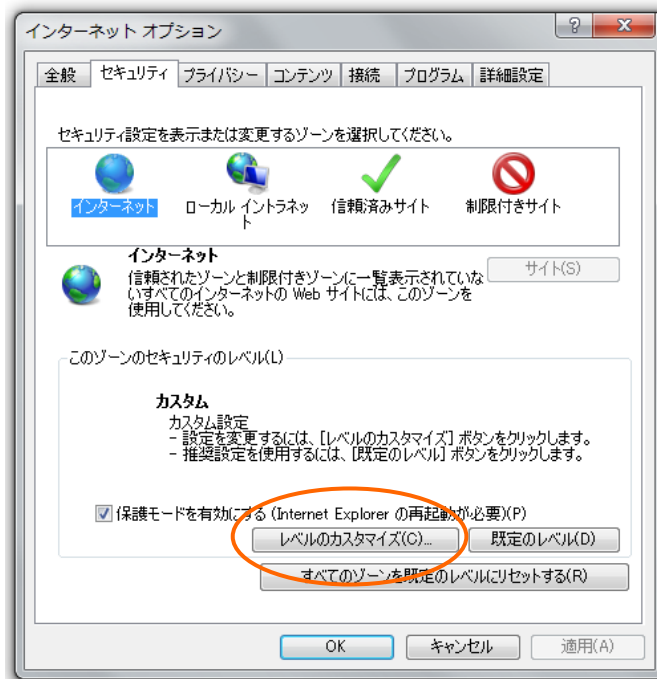 インターネット オプション
全般 セキュリティ プライバシー コンテンツ 接続 プログラム 詳細設定
セキュリティ設定を表示または変更するゾーンを選択してください。
インターネット ローカル イントラネット 信頼済みサイト 制限付きサイト
インターネット
サイト(S)
信頼されたゾーンと制限付きゾーンに一覧表示されていな
いすべてのインターネットの Web サイトには、このゾーンを
使用してください。
このゾーンのセキュリティのレベル(L)
カスタム
カスタム設定
- 設定を変更するには、[レベルのカスタマイズ] ボタンをクリックします。
- 推奨設定を使用するには、[既定のレベル] ボタンをクリックします。
保護モードを有効にする (Internet Explorer の再起動が必要)(P)
レベルのカスタマイズ(C)... 既定のレベル(D)
すべてのゾーンを既定のレベルにリセットする(R)
OK キャンセル 適用(A)